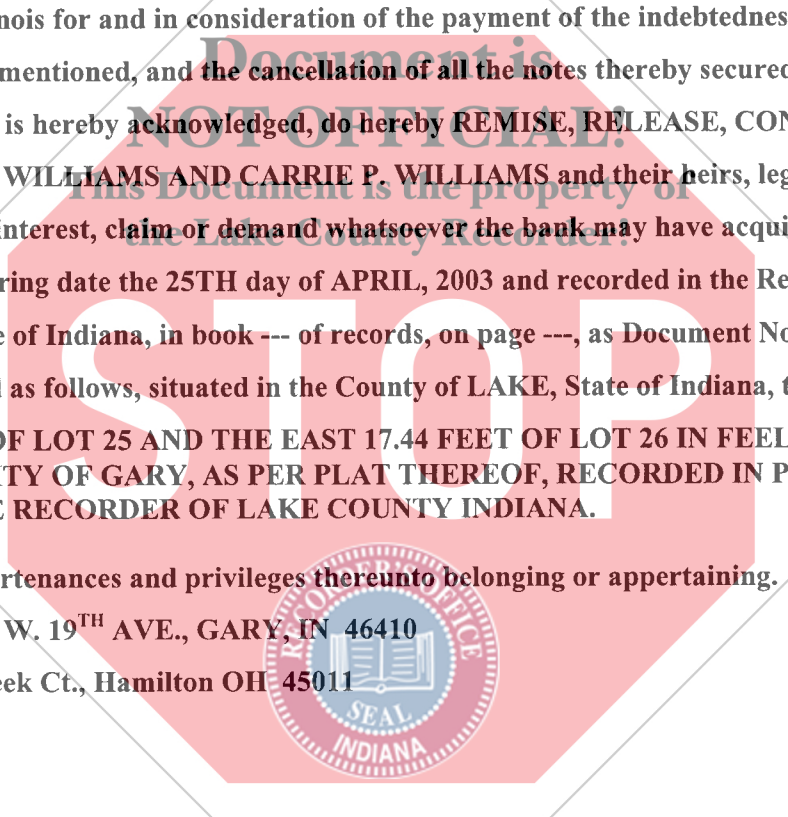 nois for and in consideration of the payment of the indebtednes
Document is
mentioned, and the cancellation of all the notes thereby secured
NOT OFFICIAL!
is hereby acknowledged, do hereby REMISE, RELEASE, CON
WILLIAMS AND CARRIE P. WILLIAMS and their heirs, leg
This Document is the property of
interest, claim or demand whatsoever the bank may have acqui
the Lake County Recorder!
ring date the 25TH day of APRIL, 2003 and recorded in the Re
e of Indiana, in book --- of records, on page ---, as Document No
STOP
as follows, situated in the County of LAKE, State of Indiana, t
OF LOT 25 AND THE EAST 17.44 FEET OF LOT 26 IN FEEL
ITY OF GARY, AS PER PLAT THEREOF, RECORDED IN P
E RECORDER OF LAKE COUNTY INDIANA.
rtenances and privileges thereunto belonging or appertaining.
RECORDER'S OFFICE
W. 19TH AVE., GARY, IN 46410
eek Ct., Hamilton OH 45011
SEAL
INDIANA